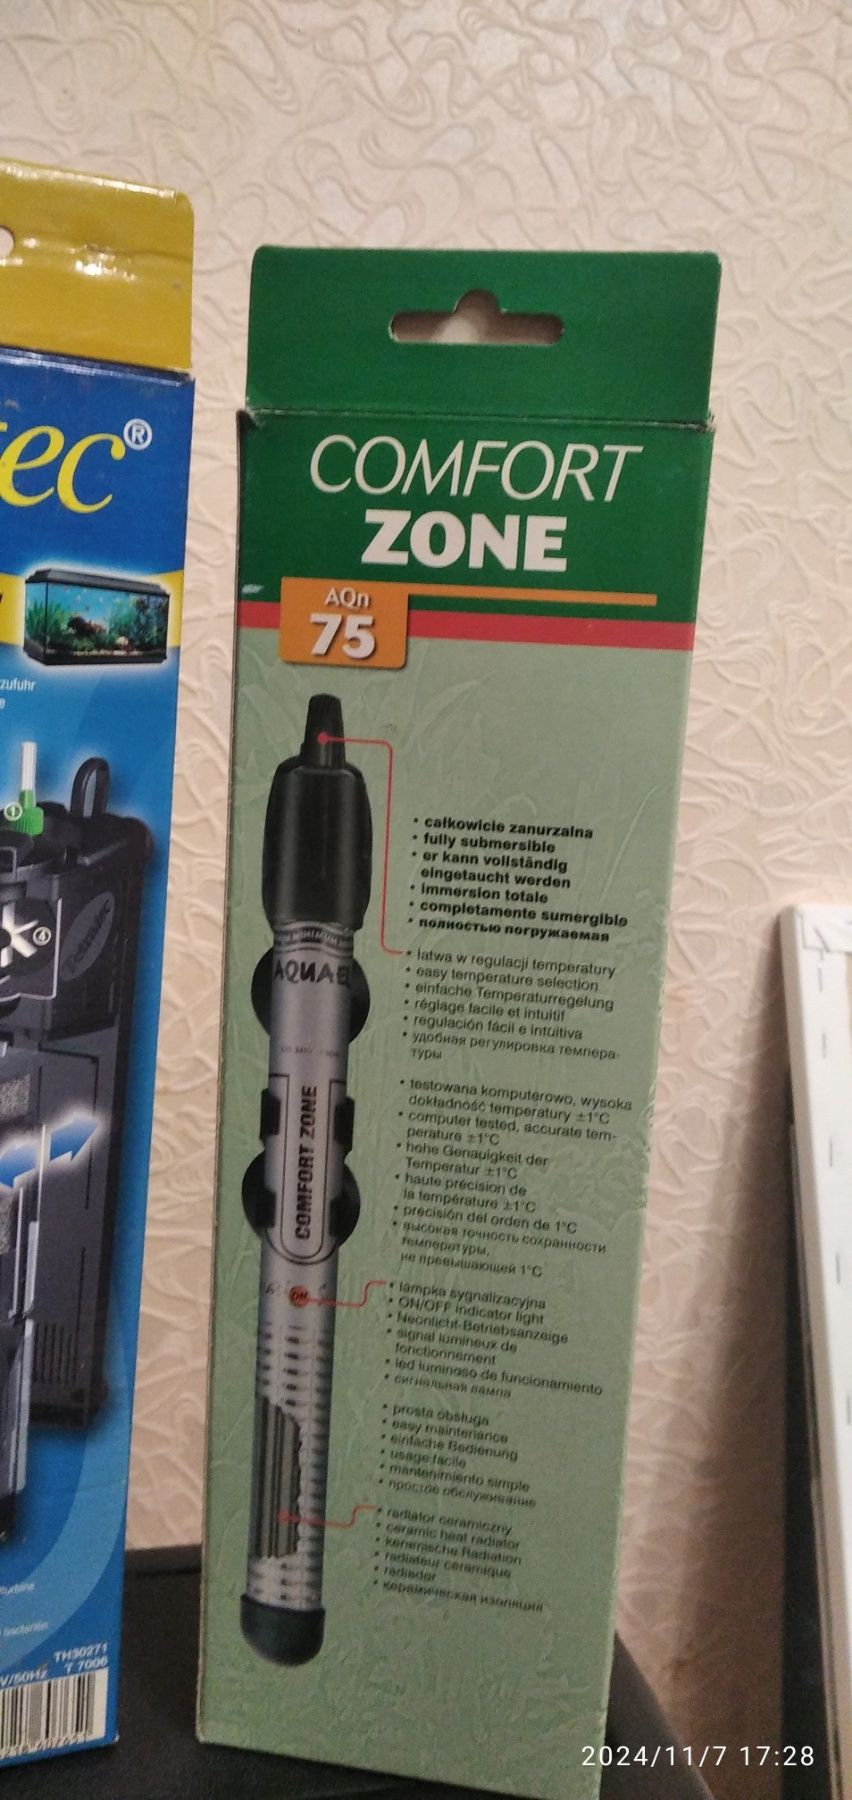 ec®
zufuhr
1
4
TH30271
V/50Hz T 7006
COMFORT
ZONE
AQn
75
AQUAEL
COMFORT ZONE
ON
• całkowicie zanurzalna
• fully submersible
• er kann vollständig
eingetaucht werden
• immersion totale
• completamente sumergible
• полностью погружаемая
• łatwa w regulacji temperatury
• easy temperature selection
• einfache Temperaturregelung
• réglage facile et intuitif
• regulación fácil e intuitiva
• удобная регулировка темпера-
туры
• testowana komputerowo, wysoka
dokładność temperatury ±1°C
• computer tested, accurate tem-
perature ±1°C
• hohe Genauigkeit der
Temperatur ±1°C
• haute précision de
la température ±1°C
• precisión del orden de 1°C
• высокая точность сохранности
температуры,
не превышающей 1°C
• lampka sygnalizacyjna
• ON/OFF indicator light
• Neonlicht-Betriebsanzeige
• signal lumineux de
fonctionnement
• led luminoso de funcionamiento
• сигнальная лампа
• prosta obsługa
• easy maintenance
• einfache Bedienung
• usage facile
• mantenimiento simple
• простое обслуживание
• radiator ceramiczny
• ceramic heat radiator
• keramische Radiation
• radiateur céramique
• radiador
• керамическая изоляция
2024/11/7 17:28